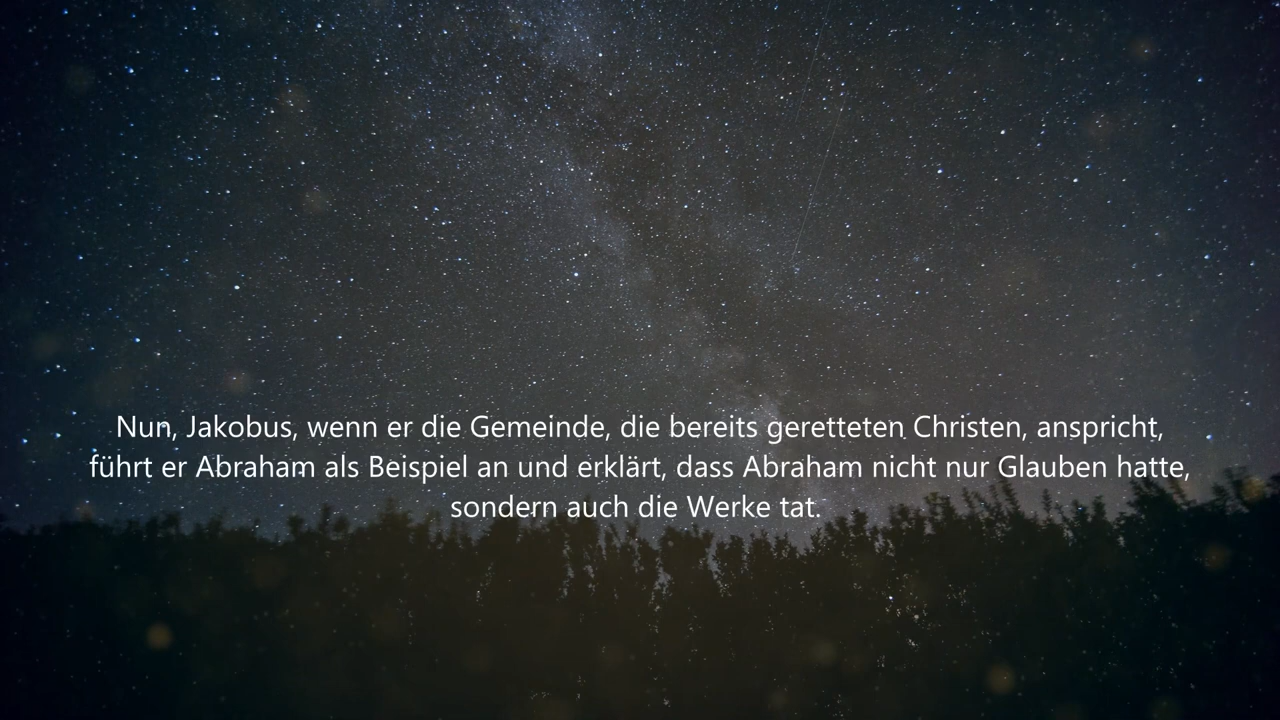 Nun, Jakobus, wenn er die Gemeinde, die bereits geretteten Christen, anspricht,
führt er Abraham als Beispiel an und erklärt, dass Abraham nicht nur Glauben hatte,
sondern auch die Werke tat.